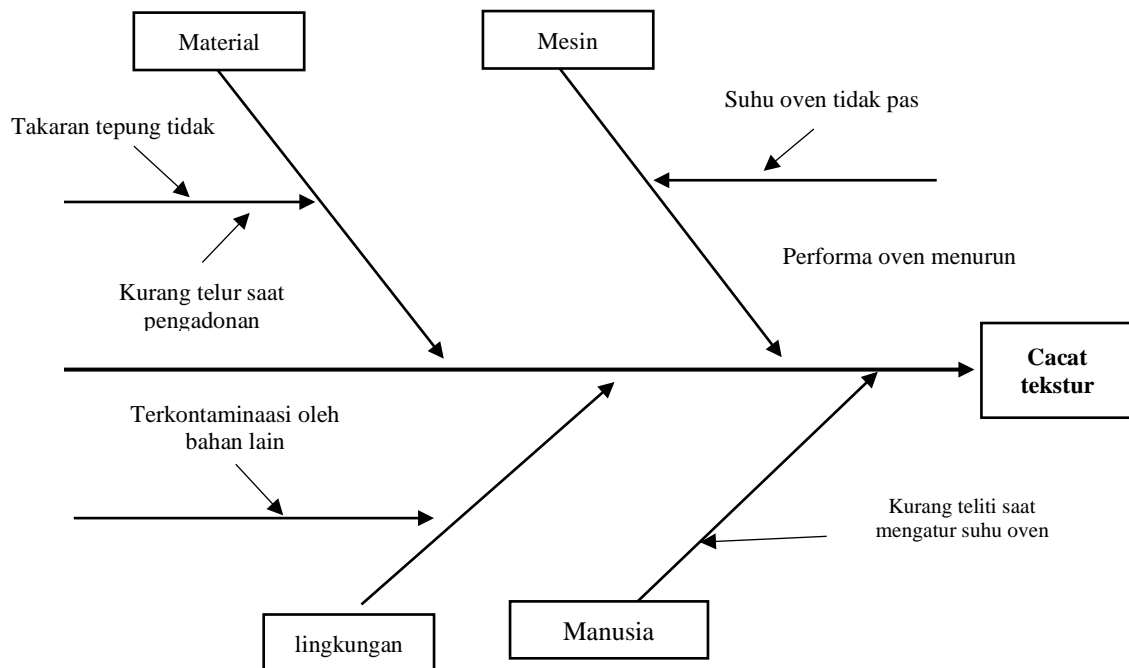 Material
Mesin
Suhu oven tidak pas
Takaran tepung tidak
Performa oven menurun
Kurang telur saat
pengadonan
Cacat
tekstur
Terkontaminaasi oleh
bahan lain
Kurang teliti saat
mengatur suhu oven
lingkungan
Manusia